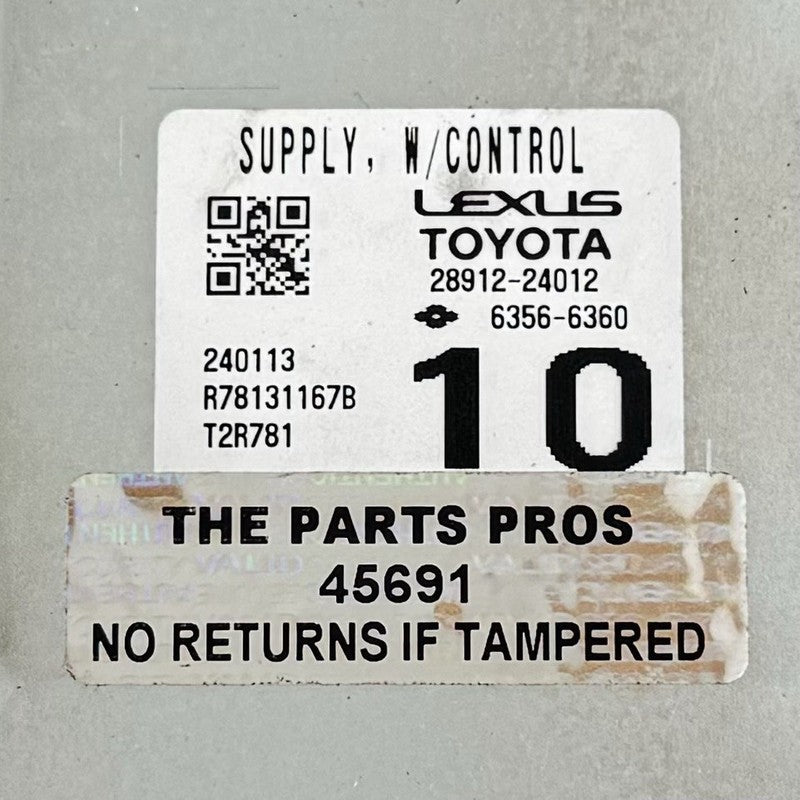 SUPPLY, W/CONTROL
LEXUS
TOYOTA
28912-24012
6356-6360
240113
R78131167B
T2R781
10
THE PARTS PROS
45691
NO RETURNS IF TAMPERED